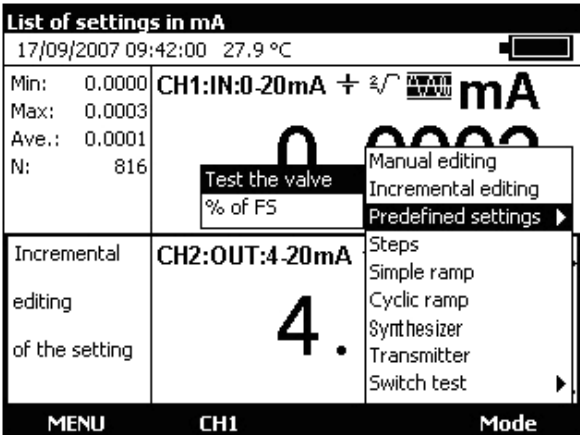 List of settings in mA
17/09/2007 09:42:00 27.9 °C
Min: 0.0000
Max: 0.0003
Ave.: 0.0001
N: 816
CH1:IN:0-20mA
mA
Test the valve
% of FS
Manual editing
Incremental editing
Predefined settings
Steps
Simple ramp
Cyclic ramp
Synthesizer
Transmitter
Switch test
Incremental
editing
of the setting
CH2:OUT:4-20mA
4.
MENU CH1 Mode